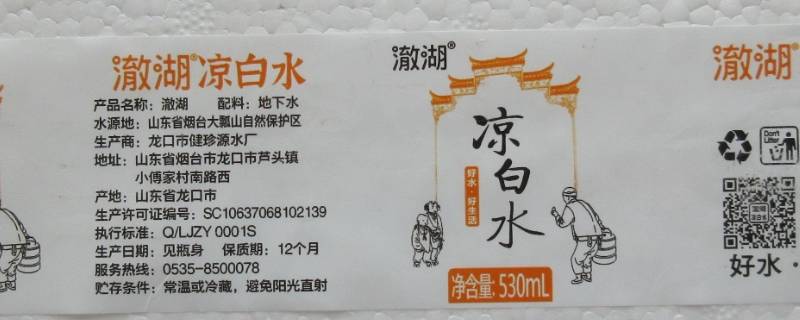 澈湖®凉白水
产品名称：澈湖 配料：地下水
水源地：山东省烟台大瓢山自然保护区
生产商：龙口市健珍源水厂
地址：山东省烟台市龙口市芦头镇
小傅家村南路西
产地：山东省龙口市
生产许可证编号：SC10637068102139
执行标准：Q/LJZY 0001S
生产日期：见瓶身 保质期：12个月
服务热线：0535-8500078
贮存条件：常温或冷藏，避免阳光直射
澈湖®
凉白水
好水·好生活
净含量：530mL
澈湖®
Don't
Litter
好水·